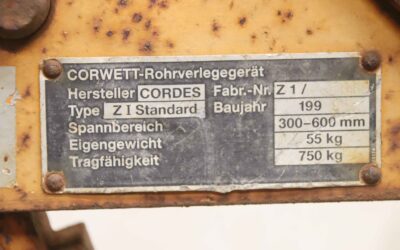 CORWETT-Rohrverlegegerät
Hersteller CORDES Fabr.-Nr. Z 1 /
Type Z I Standard Baujahr 199
Spannbereich 300-600 mm
Eigengewicht 55 kg
Tragfähigkeit 750 kg